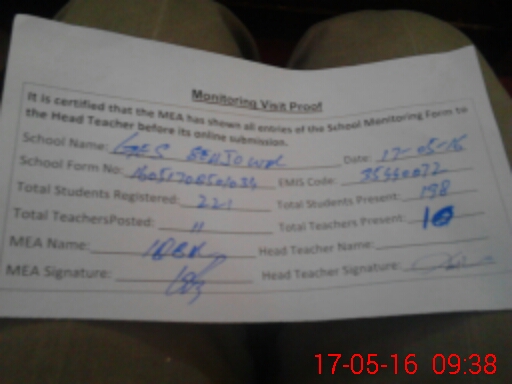 Monitoring Visit Proof
It is certified that the MEA has shown all entries of the School Monitoring Form to
the Head Teacher before its online submission.
School Name: Date: 17-05-16
School Form No: EMIS Code:
Total Students Registered: 221 Total Students Present: 198
Total TeachersPosted: 11 Total Teachers Present: 10
MEA Name: Head Teacher Name:
MEA Signature: Head Teacher Signature:
17-05-16 09:38